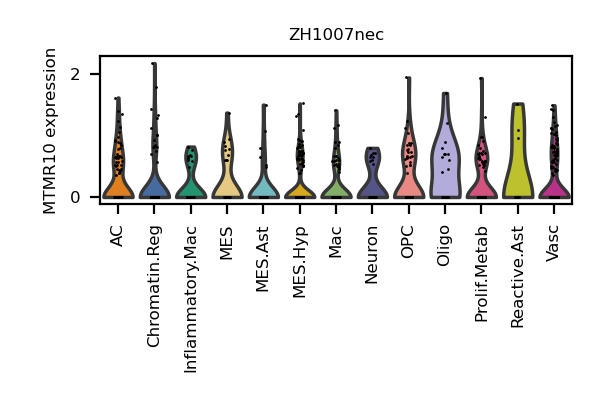 ZH1007nec
MTMR10 expression
2
0
AC
Chromatin.Reg
Inflammatory.Mac
MES
MES.Ast
MES.Hyp
Mac
Neuron
OPC
Oligo
Prolif.Metab
Reactive.Ast
Vasc